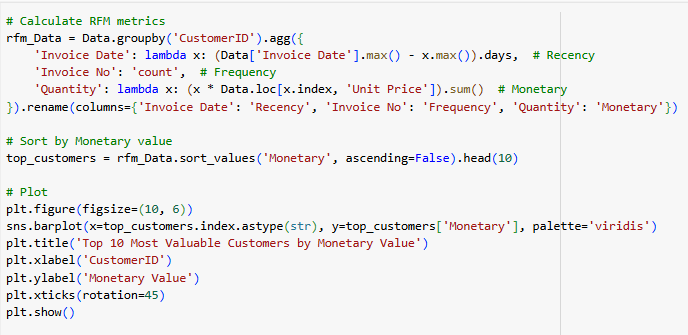 # Calculate RFM metrics
rfm_Data = Data.groupby('CustomerID').agg({
    'Invoice Date': lambda x: (Data['Invoice Date'].max() - x.max()).days,  # Recency
    'Invoice No': 'count',  # Frequency
    'Quantity': lambda x: (x * Data.loc[x.index, 'Unit Price']).sum()  # Monetary
}).rename(columns={'Invoice Date': 'Recency', 'Invoice No': 'Frequency', 'Quantity': 'Monetary'})

# Sort by Monetary value
top_customers = rfm_Data.sort_values('Monetary', ascending=False).head(10)

# Plot
plt.figure(figsize=(10, 6))
sns.barplot(x=top_customers.index.astype(str), y=top_customers['Monetary'], palette='viridis')
plt.title('Top 10 Most Valuable Customers by Monetary Value')
plt.xlabel('CustomerID')
plt.ylabel('Monetary Value')
plt.xticks(rotation=45)
plt.show()